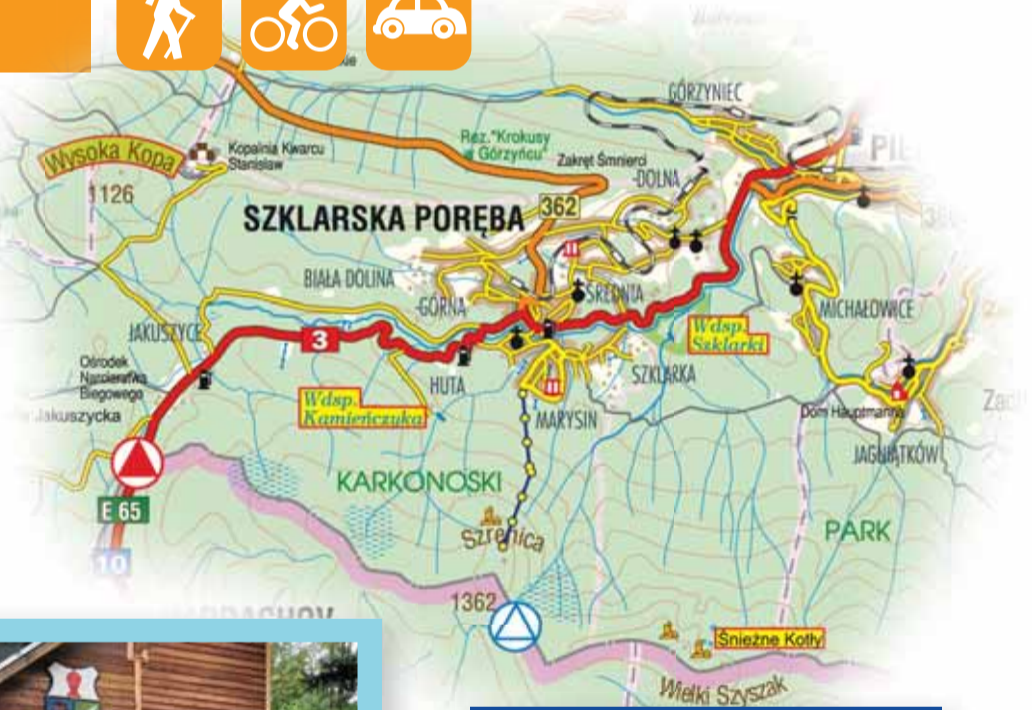 GÓRZYNIEC
PIE
Wysoka Kopa
1126
Kopalnia Kwarcu
Stanisław
Rez."Krokusy
w Górzyńcu"
Zakręt Śmnierci
-DOLNA
SZKLARSKA PORĘBA
362
BIAŁA DOLINA
-GÓRNA
-ŚREDNIA
MICHAŁOWICE
JAKUSZYCE
3
Ośrodek
Narciarstwa
Biegowego
Jakuszycka
HUTA
Wdsp.
Szklarki
SZKLARKA
Wdsp.
Kamieńczyka
MARYSIN
Dom Hauptmanna
JAGNIĄTKÓW
KARKONOSKI
PARK
E 65
10
Szrenica
1362
Śnieżne Kotły
Wielki Szyszak